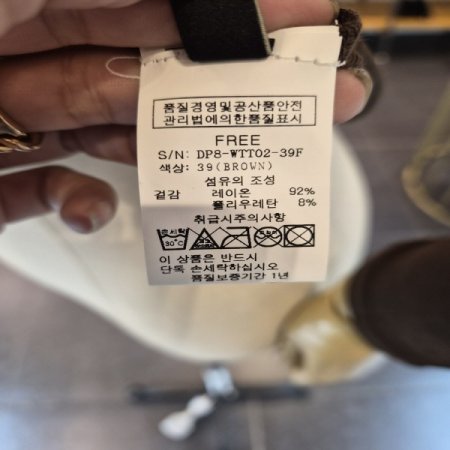 품질경영및공산품안전
관리법에의한품질표시
FREE
S/N: DP8-WTT02-39F
색상: 39(BROWN)
섬유의 조성
겉감 레이온 92%
폴리우레탄 8%
취급시주의사항
손세탁
30°C
이 상품은 반드시
단독 손세탁하십시오
품질보증기간 1년